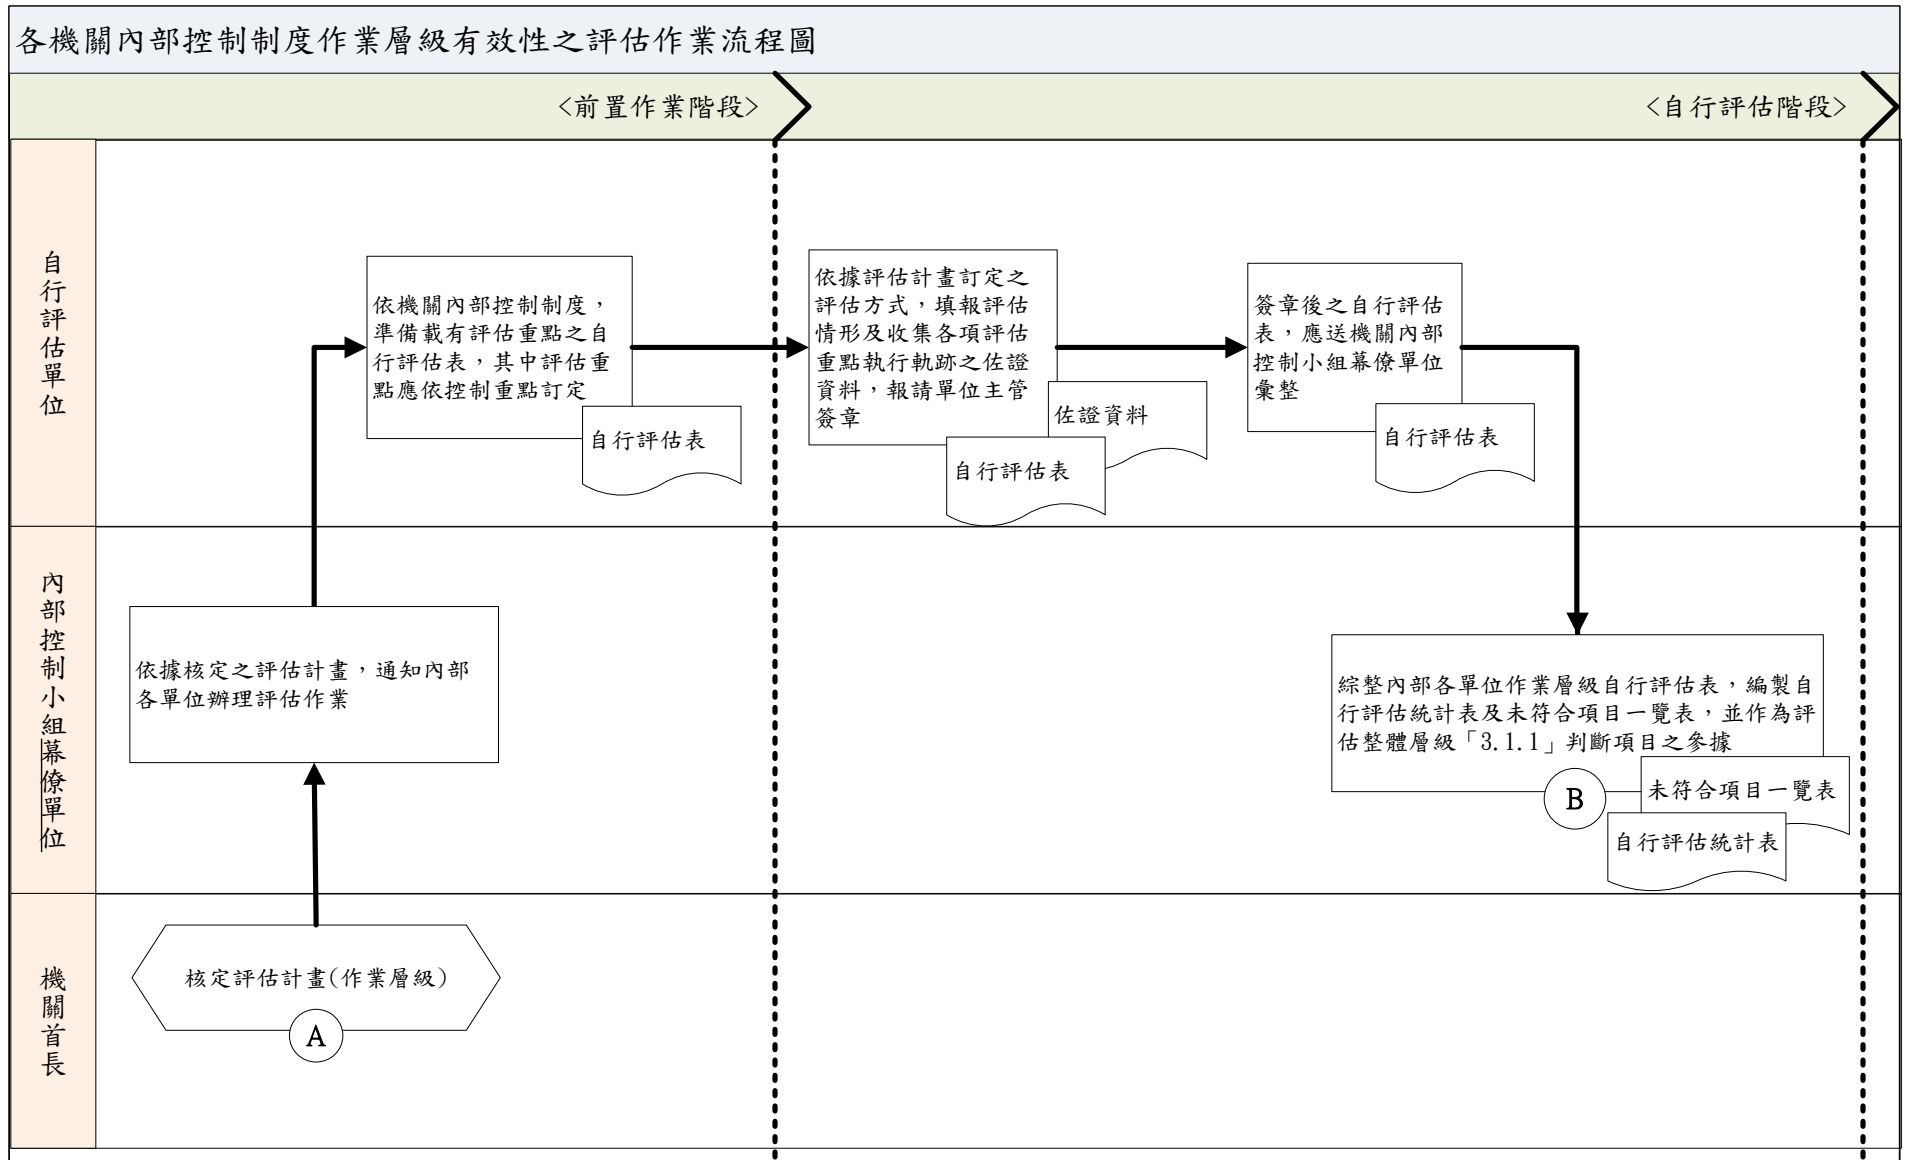 各機關內部控制制度作業層級有效性之評估作業流程圖
<前置作業階段>
<自行評估階段>
自行評估單位
依機關內部控制制度，
準備載有評估重點之自
行評估表，其中評估重
點應依控制重點訂定
自行評估表
依據評估計畫訂定之
評估方式，填報評估
情形及收集各項評估
重點執行軌跡之佐證
資料，報請單位主管
簽章
佐證資料
自行評估表
簽章後之自行評估
表，應送機關內部
控制小組幕僚單位
彙整
自行評估表
內部控制小組幕僚單位
依據核定之評估計畫，通知內部
各單位辦理評估作業
綜整內部各單位作業層級自行評估表，編製自
行評估統計表及未符合項目一覽表，並作為評
估整體層級「3.1.1」判斷項目之參據
B
未符合項目一覽表
自行評估統計表
機關首長
核定評估計畫(作業層級)
A